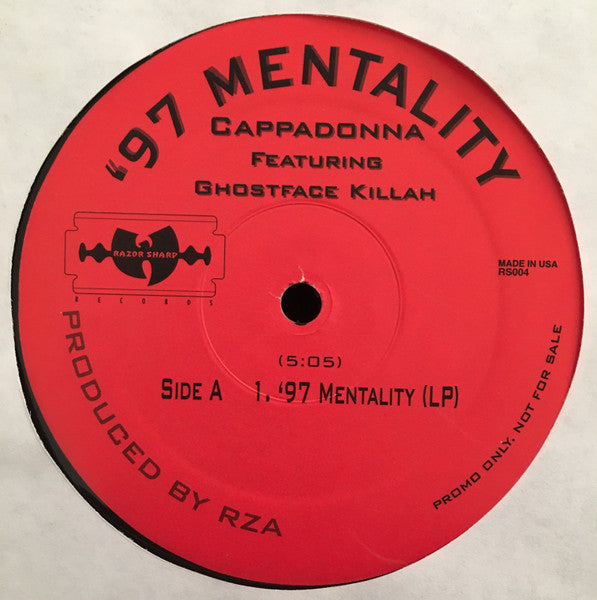 ‘97 MENTALITY
CAPPADONNA
FEATURING
GHOSTFACE KILLAH
RAZOR SHARP
RECORDS
MADE IN USA
RS004
(5:05)
SIDE A 1. ‘97 MENTALITY (LP)
PRODUCED BY RZA
PROMO ONLY. NOT FOR SALE